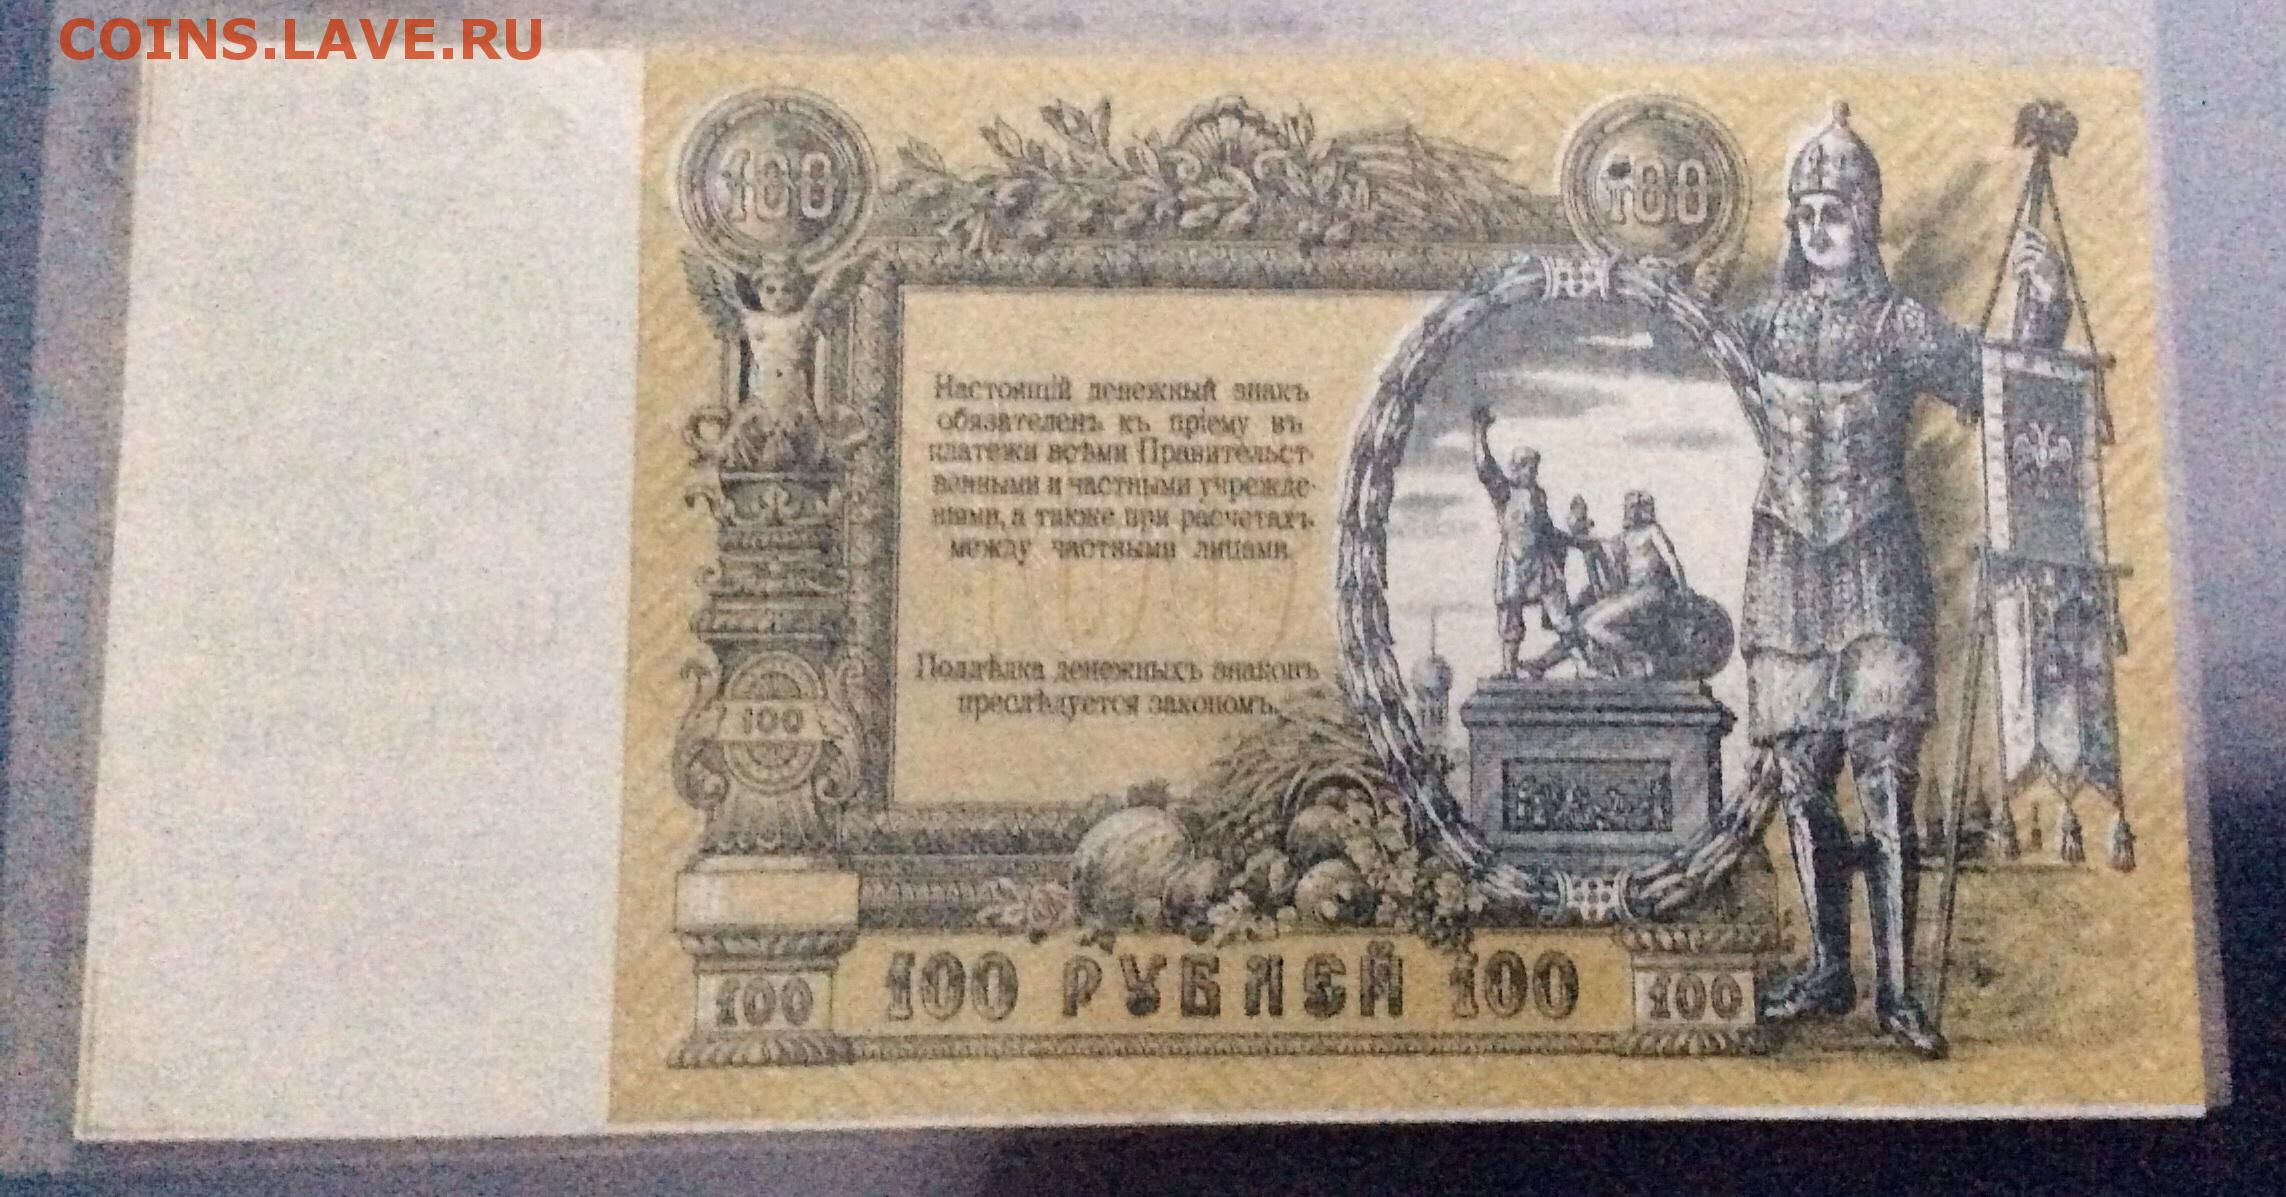 COINS.LAVE.RU
100 100
Настоящій денежный знакъ
обязателенъ къ пріему въ
платежи всѣми Правительст-
венными и частными учрежде-
ніями, а также при расчетахъ
между частными лицами.
100
Поддѣлка денежныхъ знаковъ
преслѣдуется закономъ.
100
100 100 РУБЛЕЙ 100 100